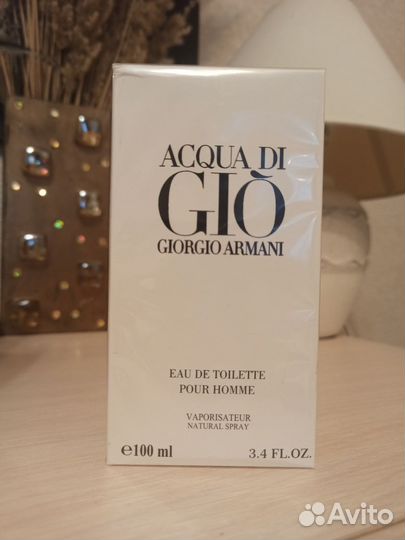 ACQUA DI
GIÒ
GIORGIO ARMANI
EAU DE TOILETTE
POUR HOMME
VAPORISATEUR
NATURAL SPRAY
℮100 ml 3.4 FL.OZ.
Avito